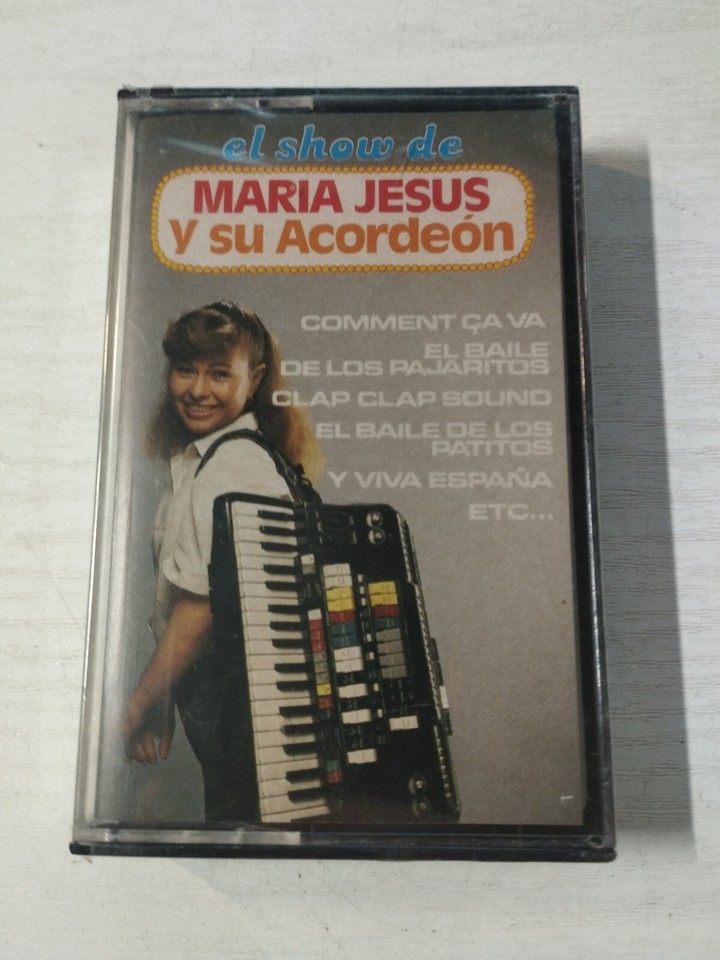 el show de
MARIA JESUS
Y su Acordeón
COMMENT ÇA VA
EL BAILE
DE LOS PAJARITOS
CLAP CLAP SOUND
EL BAILE DE LOS
PATITOS
Y VIVA ESPAÑA
ETC...